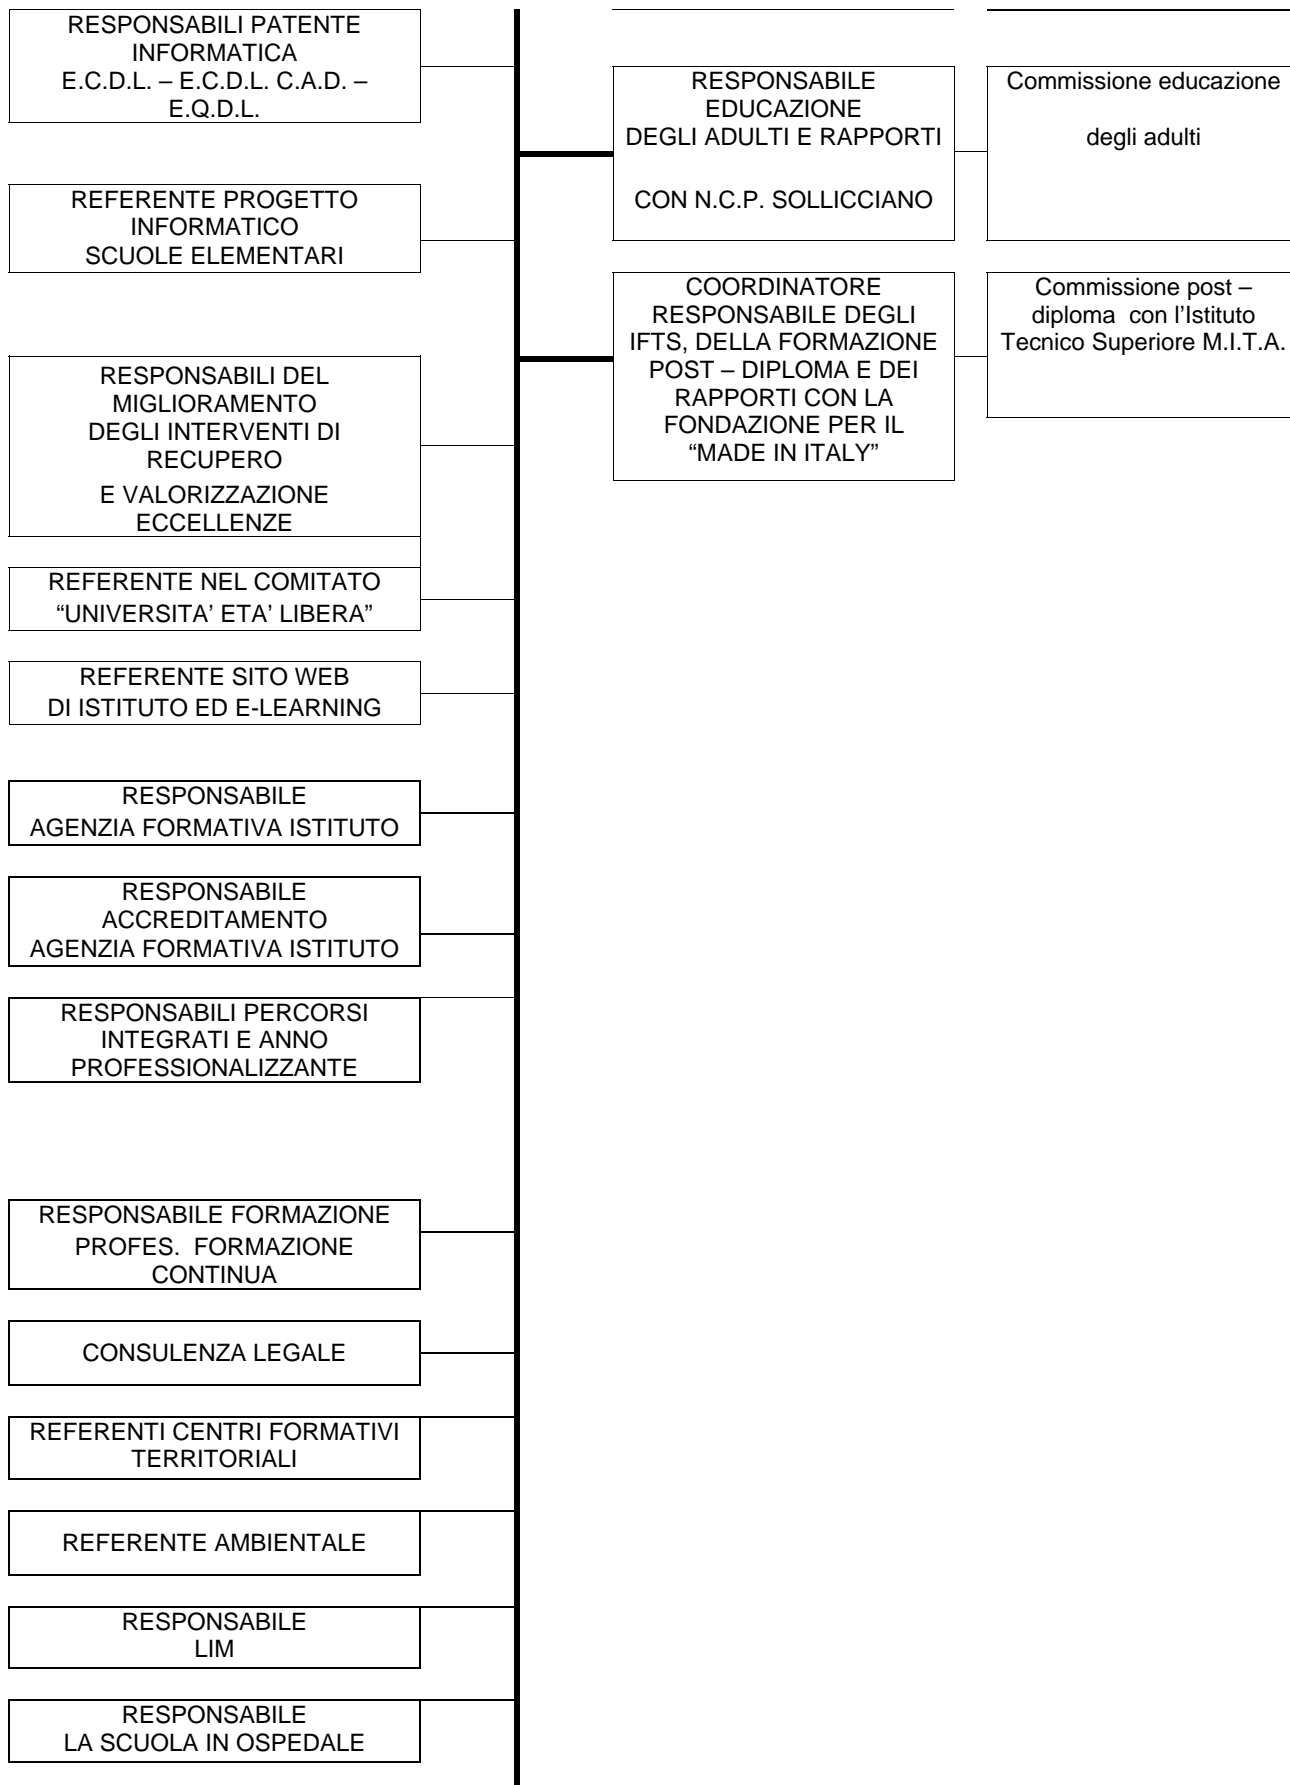 RESPONSABILI PATENTE
INFORMATICA
E.C.D.L. – E.C.D.L. C.A.D. –
E.Q.D.L.
REFERENTE PROGETTO
INFORMATICO
SCUOLE ELEMENTARI
RESPONSABILI DEL
MIGLIORAMENTO
DEGLI INTERVENTI DI
RECUPERO
E VALORIZZAZIONE
ECCELLENZE
REFERENTE NEL COMITATO
“UNIVERSITA’ ETA’ LIBERA”
REFERENTE SITO WEB
DI ISTITUTO ED E-LEARNING
RESPONSABILE
AGENZIA FORMATIVA ISTITUTO
RESPONSABILE
ACCREDITAMENTO
AGENZIA FORMATIVA ISTITUTO
RESPONSABILI PERCORSI
INTEGRATI E ANNO
PROFESSIONALIZZANTE
RESPONSABILE FORMAZIONE
PROFES. FORMAZIONE
CONTINUA
CONSULENZA LEGALE
REFERENTI CENTRI FORMATIVI
TERRITORIALI
REFERENTE AMBIENTALE
RESPONSABILE
LIM
RESPONSABILE
LA SCUOLA IN OSPEDALE
RESPONSABILE
EDUCAZIONE
DEGLI ADULTI E RAPPORTI
CON N.C.P. SOLLICCIANO
Commissione educazione
degli adulti
COORDINATORE
RESPONSABILE DEGLI
IFTS, DELLA FORMAZIONE
POST – DIPLOMA E DEI
RAPPORTI CON LA
FONDAZIONE PER IL
“MADE IN ITALY”
Commissione post –
diploma con l’Istituto
Tecnico Superiore M.I.T.A.